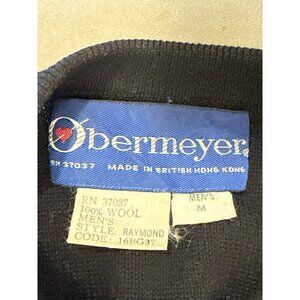 Obermeyer®
RN 37037 MADE IN BRITISH HONG KONG
RN 37037
100% WOOL
MEN'S
STYLE: RAYMOND
CODE: 16BG37
MEN'S
M